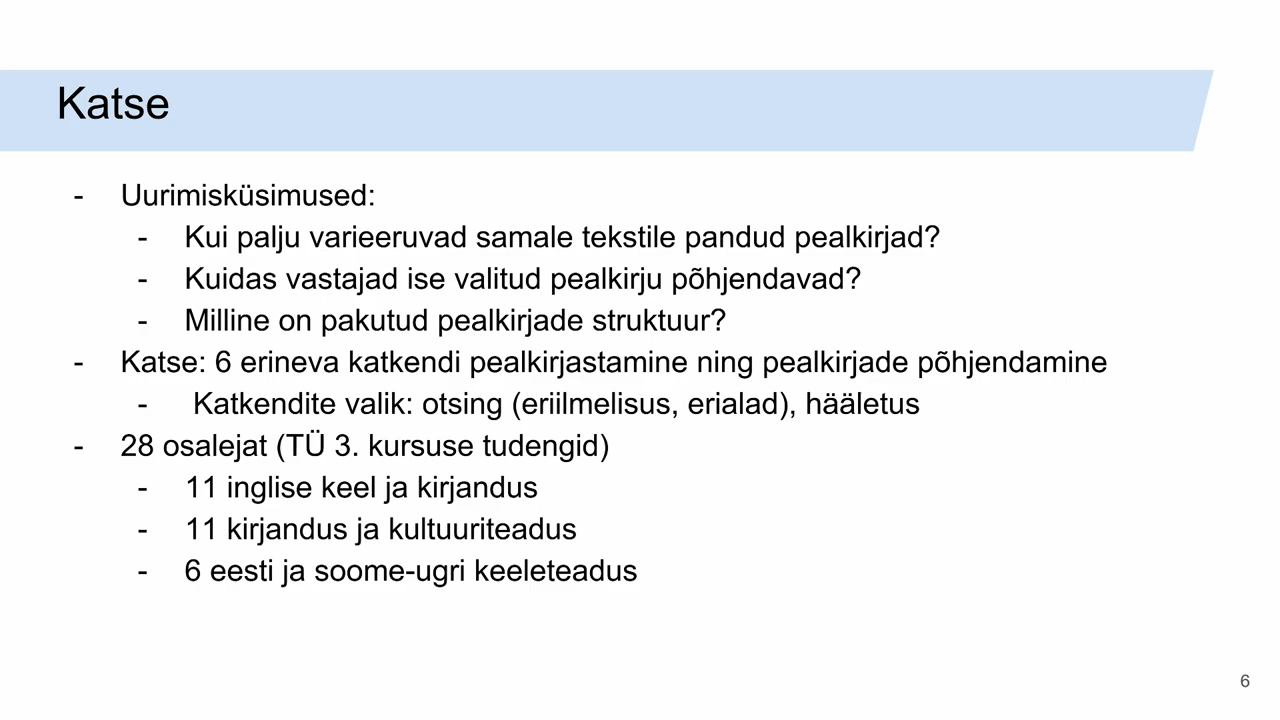 Katse
- Uurimisküsimused:
- Kui palju varieeruvad samale tekstile pandud pealkirjad?
- Kuidas vastajad ise valitud pealkirju põhjendavad?
- Milline on pakutud pealkirjade struktuur?
- Katse: 6 erineva katkendi pealkirjastamine ning pealkirjade põhjendamine
- Katkendite valik: otsing (eriilmelisus, erialad), hääletus
- 28 osalejat (TÜ 3. kursuse tudengid)
- 11 inglise keel ja kirjandus
- 11 kirjandus ja kultuuriteadus
- 6 eesti ja soome-ugri keeleteadus
6